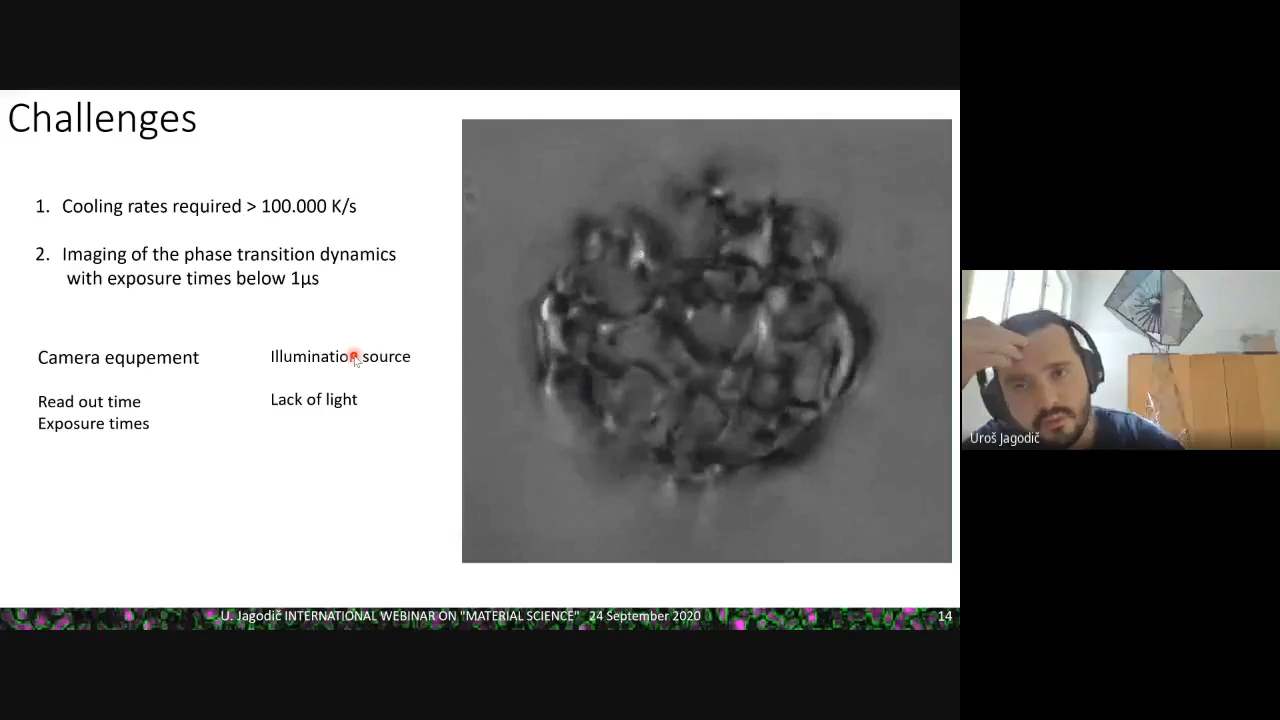 Challenges
1. Cooling rates required > 100.000 K/s
2. Imaging of the phase transition dynamics
with exposure times below 1µs
Camera equpement
Illumination source
Read out time
Exposure times
Lack of light
Uroš Jagodič
U. Jagodič INTERNATIONAL WEBINAR ON "MATERIAL SCIENCE" 24 September 2020
14